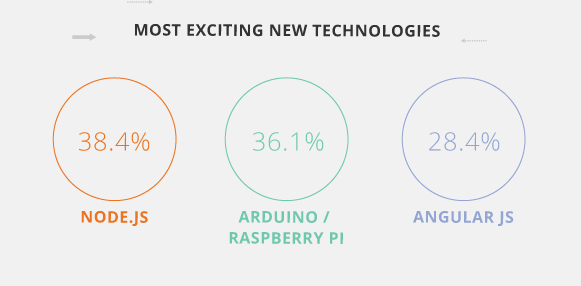 MOST EXCITING NEW TECHNOLOGIES
38.4%
36.1%
28.4%
NODE.JS
ARDUINO /
RASPBERRY PI
ANGULAR JS